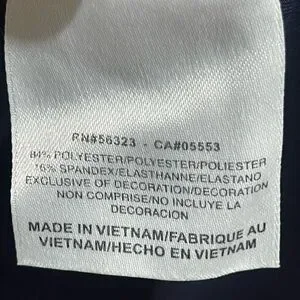 RN#56323 - CA#05553
84% POLYESTER/POLYESTER/POLIESTER
16% SPANDEX/ELASTHANNE/ELASTANO
EXCLUSIVE OF DECORATION/DECORATION
NON COMPRISE/NO INCLUYE LA
DECORACION
MADE IN VIETNAM/FABRIQUE AU
VIETNAM/HECHO EN VIETNAM